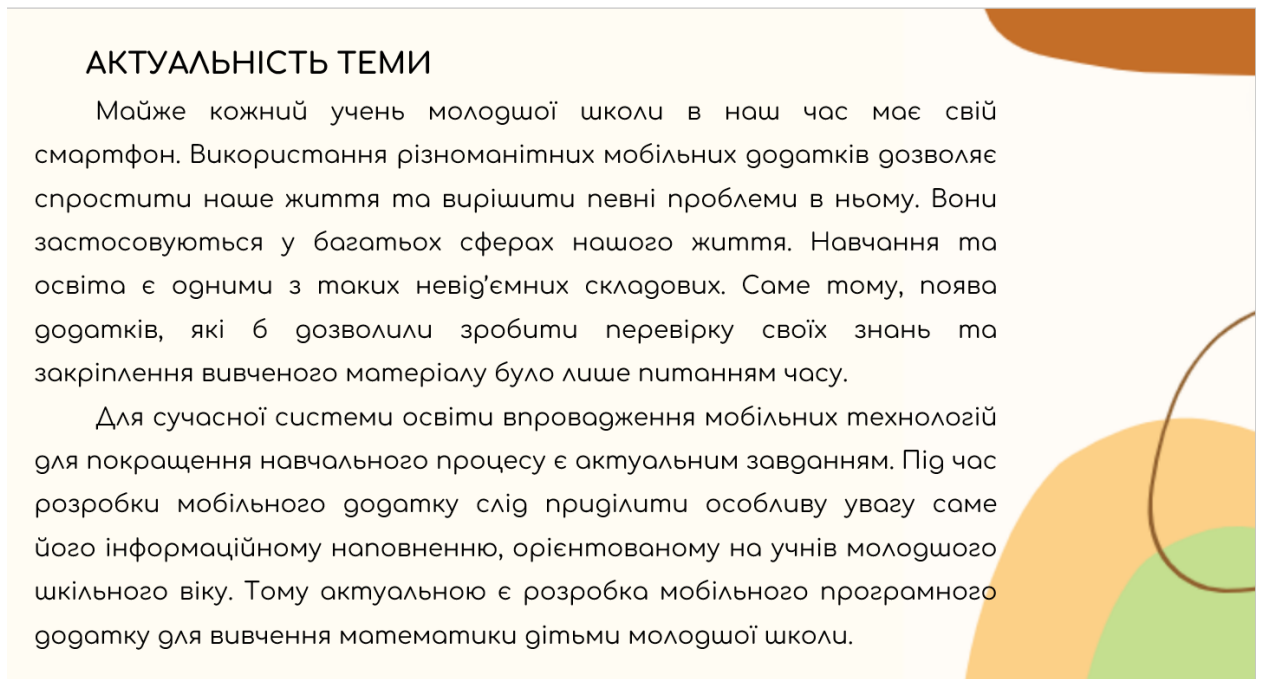 АКТУАЛЬНІСТЬ ТЕМИ
Майже кожний учень молодшої школи в наш час має свій
смартфон. Використання різноманітних мобільних додатків дозволяє
спростити наше життя та вирішити певні проблеми в ньому. Вони
застосовуються у багатьох сферах нашого життя. Навчання та
освіта є одними з таких невід’ємних складових. Саме тому, поява
додатків, які б дозволили зробити перевірку своїх знань та
закріплення вивченого матеріалу було лише питанням часу.
Для сучасної системи освіти впровадження мобільних технологій
для покращення навчального процесу є актуальним завданням. Під час
розробки мобільного додатку слід приділити особливу увагу саме
його інформаційному наповненню, орієнтованому на учнів молодшого
шкільного віку. Тому актуальною є розробка мобільного програмного
додатку для вивчення математики дітьми молодшої школи.